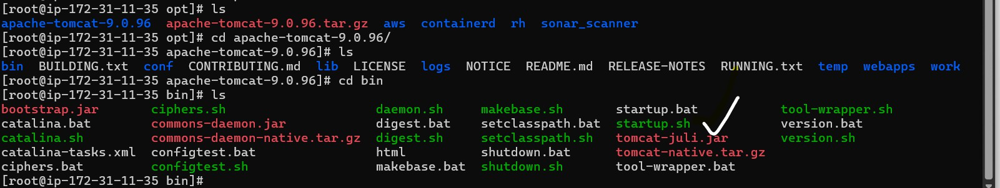 [root@ip-172-31-11-35 opt]# ls
apache-tomcat-9.0.96  apache-tomcat-9.0.96.tar.gz  aws  containerd  rh  sonar_scanner
[root@ip-172-31-11-35 opt]# cd apache-tomcat-9.0.96/
[root@ip-172-31-11-35 apache-tomcat-9.0.96]# ls
bin  BUILDING.txt  conf  CONTRIBUTING.md  lib  LICENSE  logs  NOTICE  README.md  RELEASE-NOTES  RUNNING.txt  temp  webapps  work
[root@ip-172-31-11-35 apache-tomcat-9.0.96]# cd bin
[root@ip-172-31-11-35 bin]# ls
bootstrap.jar       ciphers.sh                    daemon.sh     makebase.sh       startup.bat           tool-wrapper.sh
catalina.bat        commons-daemon.jar            digest.bat    setclasspath.bat  startup.sh            version.bat
catalina.sh         commons-daemon-native.tar.gz  digest.sh     setclasspath.sh   tomcat-juli.jar       version.sh
catalina-tasks.xml  configtest.bat                html          shutdown.bat      tomcat-native.tar.gz
ciphers.bat         configtest.sh                 makebase.bat  shutdown.sh       tool-wrapper.bat
[root@ip-172-31-11-35 bin]#